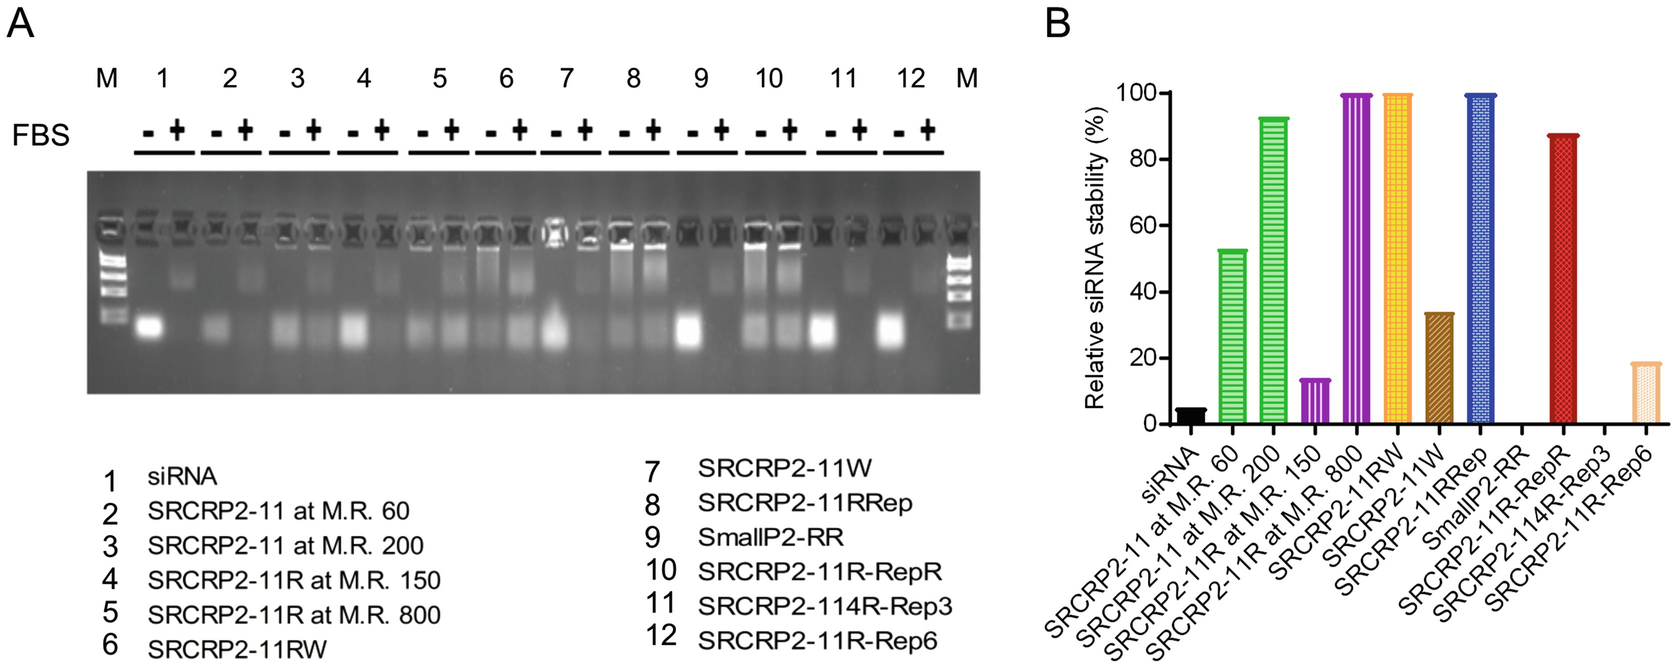 A
M 1 2 3 4 5 6 7 8 9 10 11 12 M
FBS - + - + - + - + - + - + - + - + - + - + - + - +
1 siRNA
2 SRCRP2-11 at M.R. 60
3 SRCRP2-11 at M.R. 200
4 SRCRP2-11R at M.R. 150
5 SRCRP2-11R at M.R. 800
6 SRCRP2-11RW
7 SRCRP2-11W
8 SRCRP2-11RRep
9 SmallP2-RR
10 SRCRP2-11R-RepR
11 SRCRP2-114R-Rep3
12 SRCRP2-11R-Rep6
B
Relative siRNA stability (%)
100
80
60
40
20
0
siRNA
SRCRP2-11 at M.R. 60
SRCRP2-11 at M.R. 200
SRCRP2-11R at M.R. 150
SRCRP2-11R at M.R. 800
SRCRP2-11RW
SRCRP2-11W
SRCRP2-11RRep
SmallP2-RR
SRCRP2-11R-RepR
SRCRP2-114R-Rep3
SRCRP2-11R-Rep6